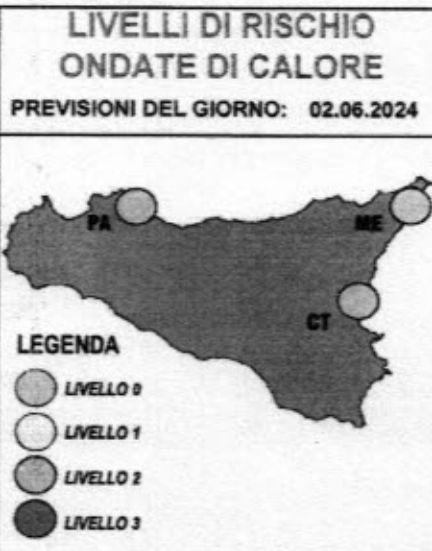 LIVELLI DI RISCHIO
ONDATE DI CALORE
PREVISIONI DEL GIORNO: 02.06.2024
PA
ME
CT
LEGENDA
LIVELLO 0
LIVELLO 1
LIVELLO 2
LIVELLO 3